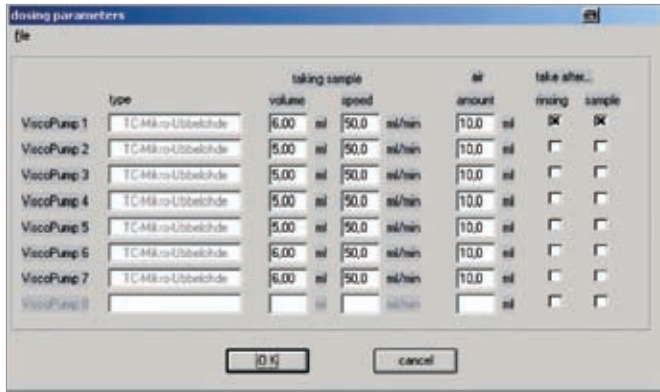 dosing parameters
file
taking sample air take after...
type volume speed amount rinsing sample
ViscoPump 1 TC-Mikro-Ubbelohde 6,00 ml 50,0 ml/min 10,0 ml
ViscoPump 2 TC-Mikro-Ubbelohde 5,00 ml 50,0 ml/min 10,0 ml
ViscoPump 3 TC-Mikro-Ubbelohde 5,00 ml 50,0 ml/min 10,0 ml
ViscoPump 4 TC-Mikro-Ubbelohde 5,00 ml 50,0 ml/min 10,0 ml
ViscoPump 5 TC-Mikro-Ubbelohde 5,00 ml 50,0 ml/min 10,0 ml
ViscoPump 6 TC-Mikro-Ubbelohde 6,00 ml 50,0 ml/min 10,0 ml
ViscoPump 7 TC-Mikro-Ubbelohde 6,00 ml 50,0 ml/min 10,0 ml
ViscoPump 8 ml ml/min ml
OK cancel